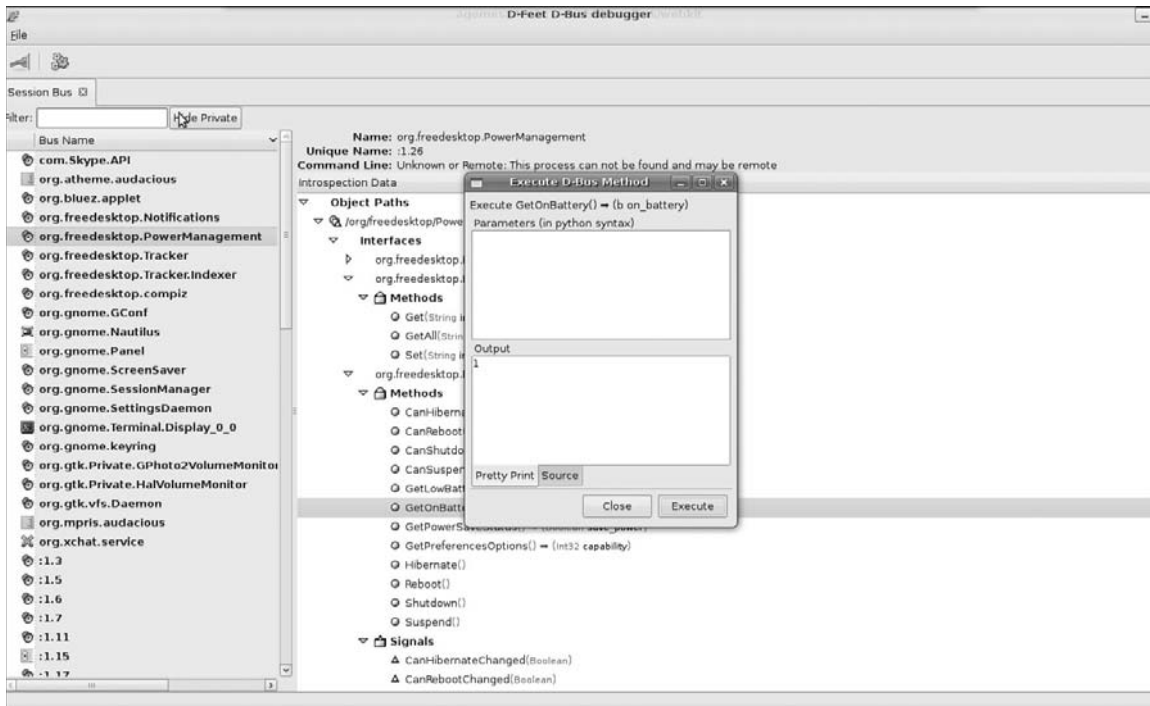 D-Feet D-Bus debugger
File
Session Bus
Filter:
Hide Private
Bus Name
com.Skype.API
org.atheme.audacious
org.bluez.applet
org.freedesktop.Notifications
org.freedesktop.PowerManagement
org.freedesktop.Tracker
org.freedesktop.Tracker.Indexer
org.freedesktop.compiz
org.gnome.GConf
org.gnome.Nautilus
org.gnome.Panel
org.gnome.ScreenSaver
org.gnome.SessionManager
org.gnome.SettingsDaemon
org.gnome.Terminal.Display_0_0
org.gnome.keyring
org.gtk.Private.GPhoto2VolumeMonitor
org.gtk.Private.HalVolumeMonitor
org.gtk.vfs.Daemon
org.mpris.audacious
org.xchat.service
:1.3
:1.5
:1.6
:1.7
:1.11
:1.15
:1.17
Name: org.freedesktop.PowerManagement
Unique Name: :1.26
Command Line: Unknown or Remote: This process can not be found and may be remote
Introspection Data
Object Paths
/org/freedesktop/Powe
Interfaces
org.freedesktop.
org.freedesktop.
Methods
Get(String i
GetAll(Strin
Set(String i
org.freedesktop.
Methods
CanHiberna
CanReboot
CanShutdo
CanSuspen
GetLowBatt
GetOnBatte
GetPowerSaveStatus() → (Boolean save_power)
GetPreferencesOptions() → (Int32 capability)
Hibernate()
Reboot()
Shutdown()
Suspend()
Signals
CanHibernateChanged(Boolean)
CanRebootChanged(Boolean)
Execute D-Bus Method
Execute GetOnBattery() → (b on_battery)
Parameters (in python syntax)
Output
1
Pretty Print
Source
Close
Execute